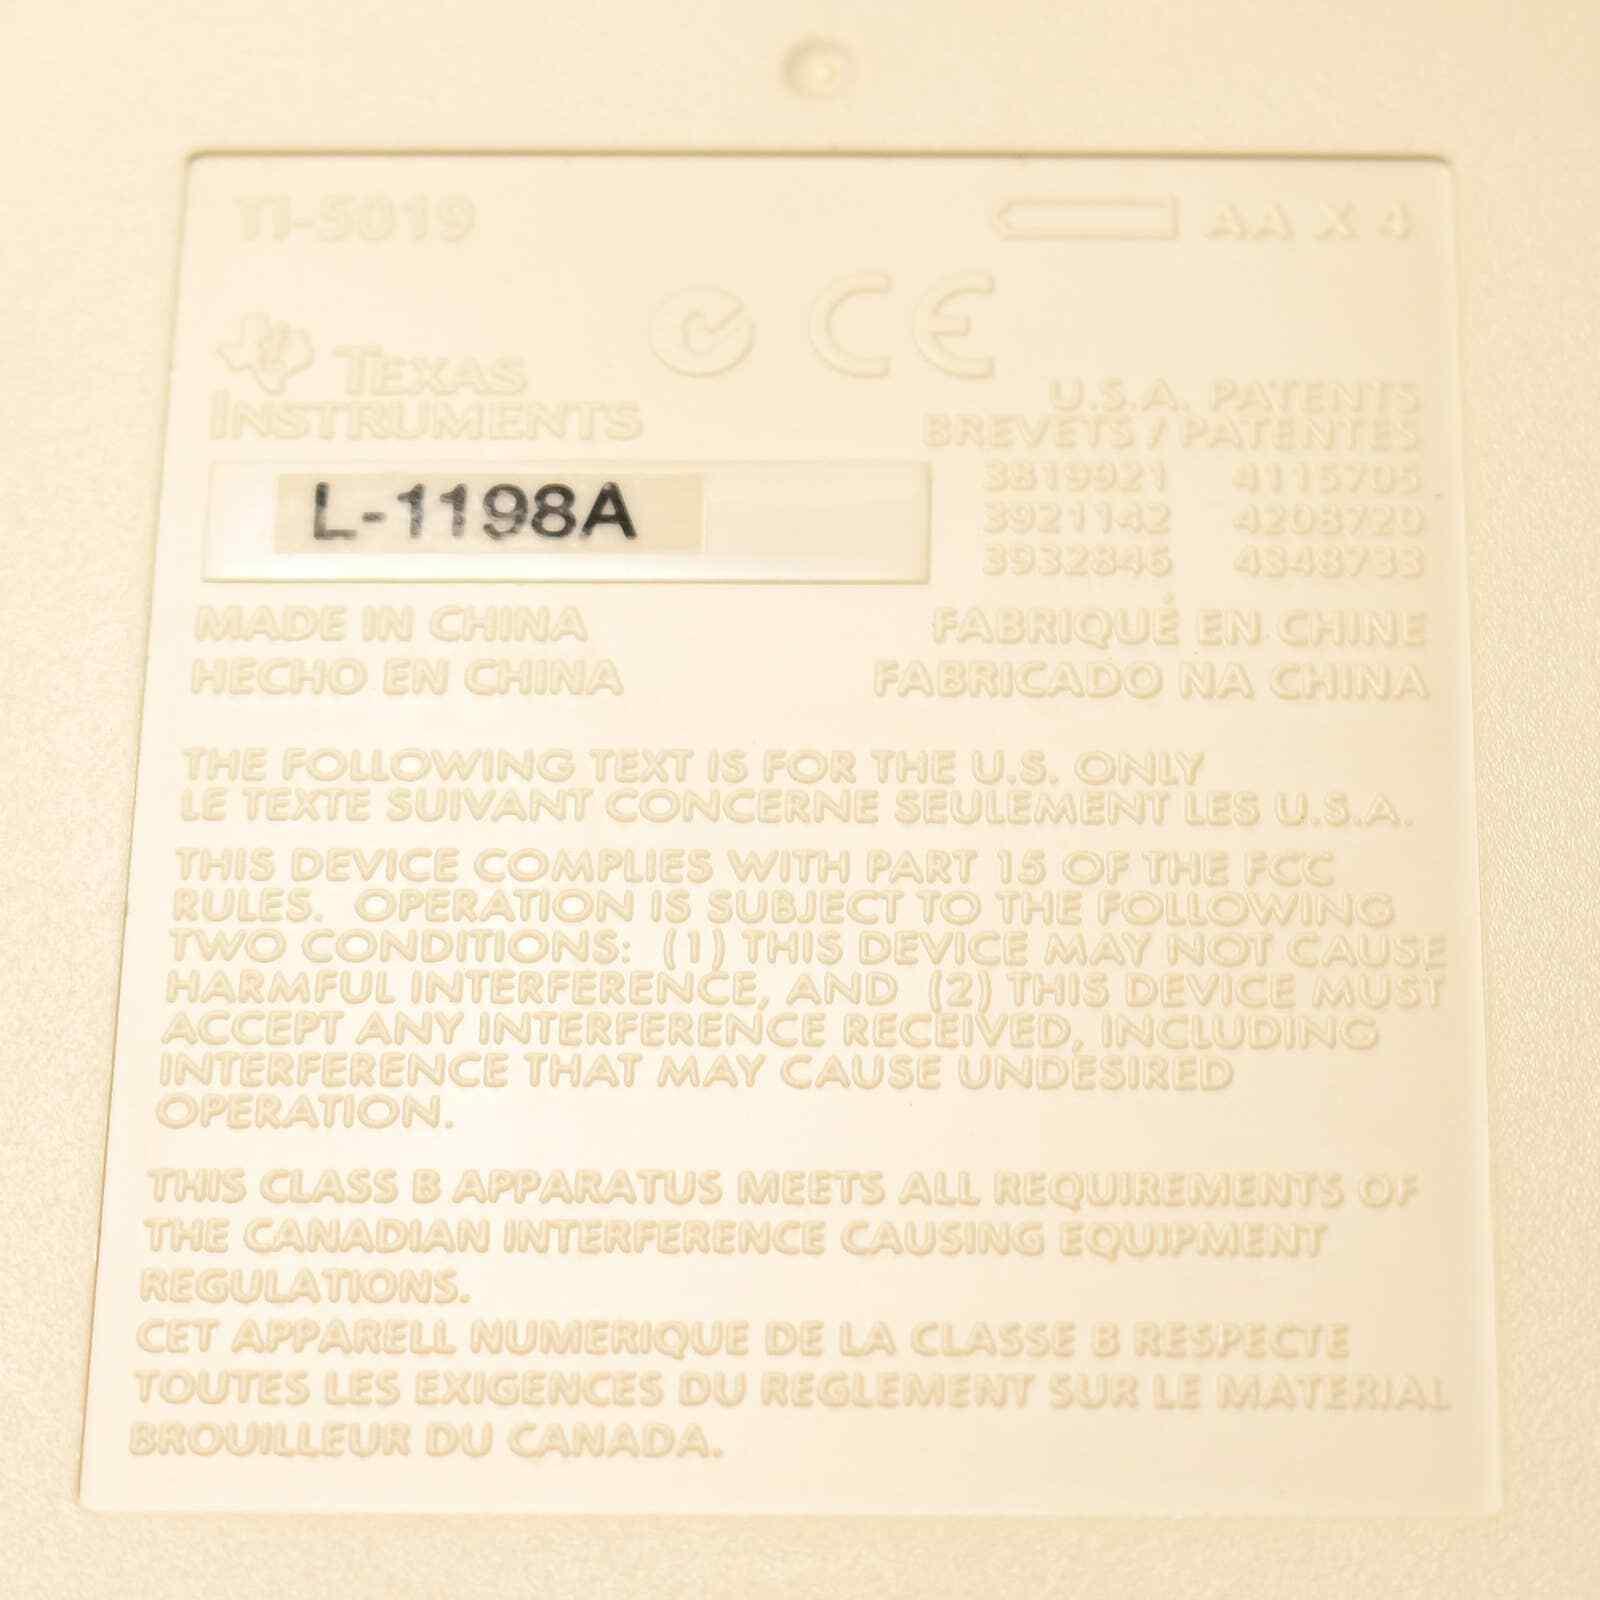 TI-5019
AA X 4
CE
TEXAS
INSTRUMENTS
U.S.A. PATENTS
BREVETS / PATENTES
3819921 4115705
3921142 4208720
3932846 4348733
L-1198A
MADE IN CHINA FABRIQUÉ EN CHINE
HECHO EN CHINA FABRICADO NA CHINA
THE FOLLOWING TEXT IS FOR THE U.S. ONLY
LE TEXTE SUIVANT CONCERNE SEULEMENT LES U.S.A.
THIS DEVICE COMPLIES WITH PART 15 OF THE FCC
RULES. OPERATION IS SUBJECT TO THE FOLLOWING
TWO CONDITIONS: (1) THIS DEVICE MAY NOT CAUSE
HARMFUL INTERFERENCE, AND (2) THIS DEVICE MUST
ACCEPT ANY INTERFERENCE RECEIVED, INCLUDING
INTERFERENCE THAT MAY CAUSE UNDESIRED
OPERATION.
THIS CLASS B APPARATUS MEETS ALL REQUIREMENTS OF
THE CANADIAN INTERFERENCE CAUSING EQUIPMENT
REGULATIONS.
CET APPARELL NUMERIQUE DE LA CLASSE B RESPECTE
TOUTES LES EXIGENCES DU REGLEMENT SUR LE MATERIAL
BROUILLEUR DU CANADA.